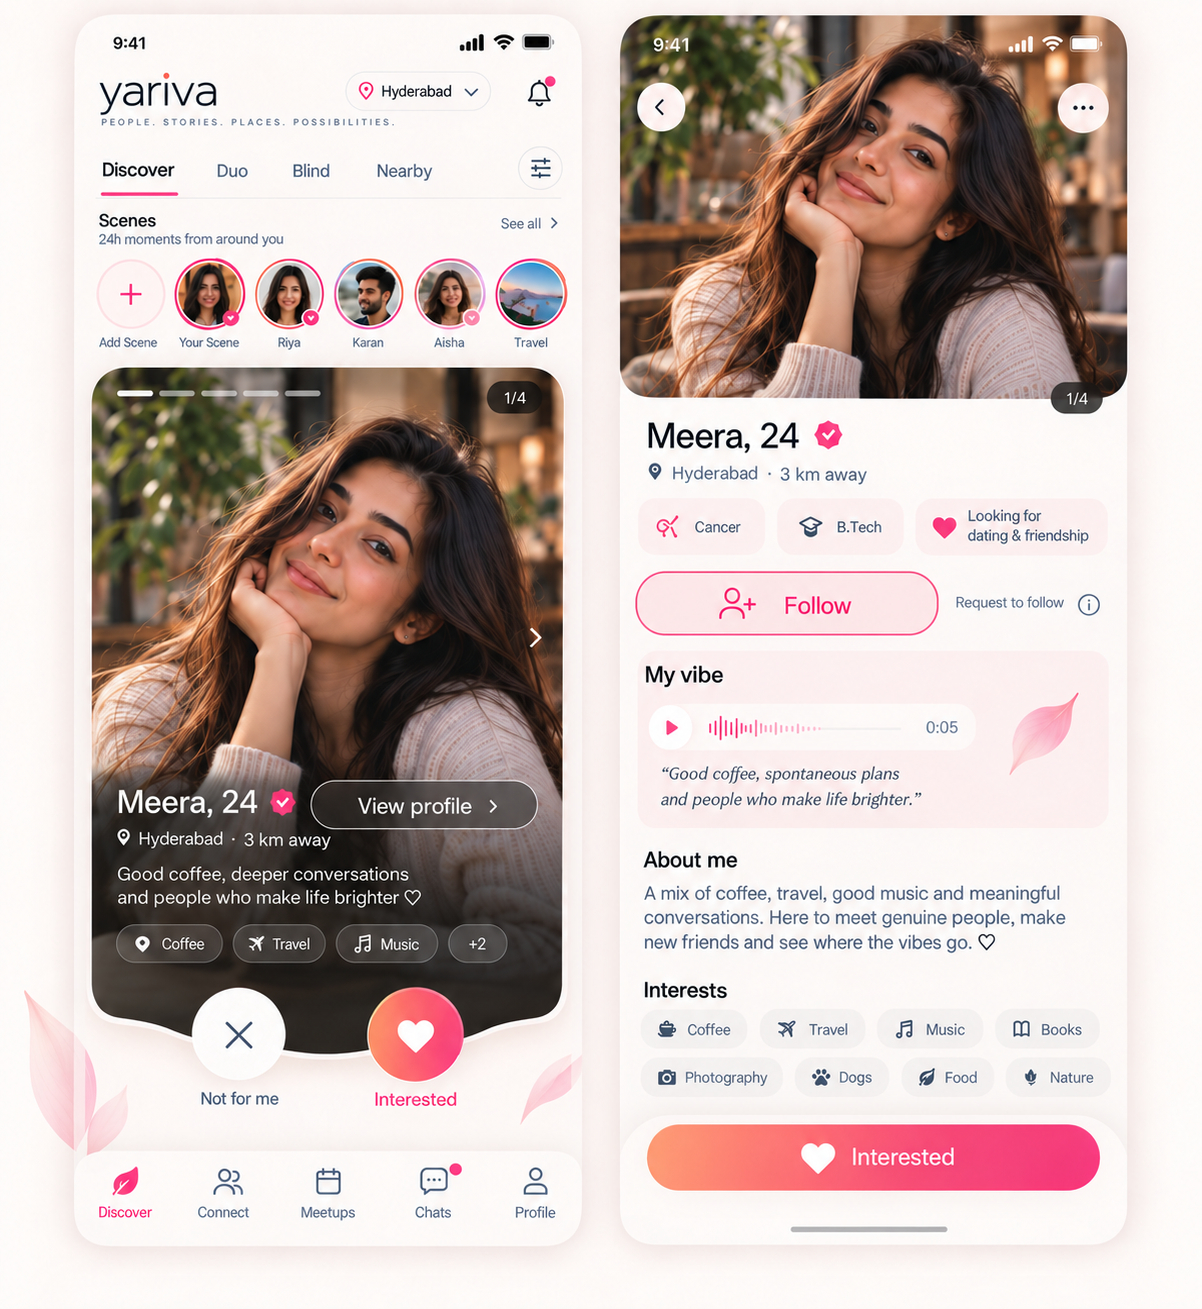 9:41
yariva
Hyderabad
PEOPLE. STORIES. PLACES. POSSIBILITIES.
Discover
Duo
Blind
Nearby
Scenes
See all
24h moments from around you
Add Scene
Your Scene
Riya
Karan
Aisha
Travel
1/4
Meera, 24
View profile
Hyderabad · 3 km away
Good coffee, deeper conversations
and people who make life brighter ♡
Coffee
Travel
Music
+2
Not for me
Interested
Discover
Connect
Meetups
Chats
Profile
9:41
1/4
Meera, 24
Hyderabad · 3 km away
Cancer
B.Tech
Looking for
dating & friendship
Follow
Request to follow
My vibe
0:05
“Good coffee, spontaneous plans
and people who make life brighter.”
About me
A mix of coffee, travel, good music and meaningful
conversations. Here to meet genuine people, make
new friends and see where the vibes go. ♡
Interests
Coffee
Travel
Music
Books
Photography
Dogs
Food
Nature
Interested